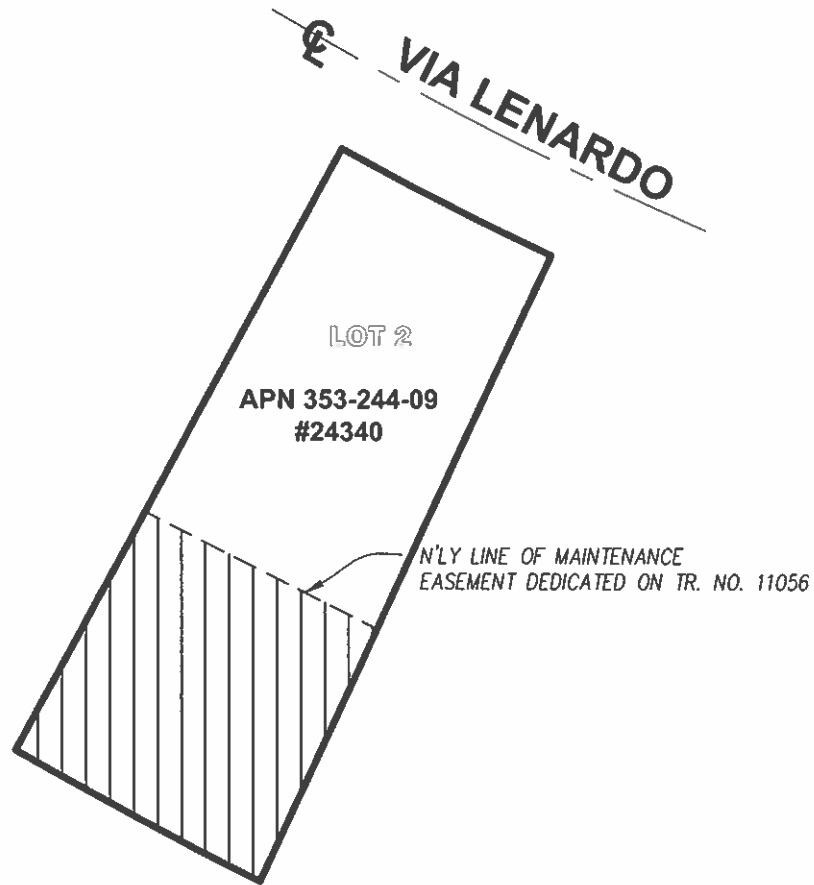 ℄ VIA LENARDO
LOT 2
APN 353-244-09
#24340
N'LY LINE OF MAINTENANCE
EASEMENT DEDICATED ON TR. NO. 11056